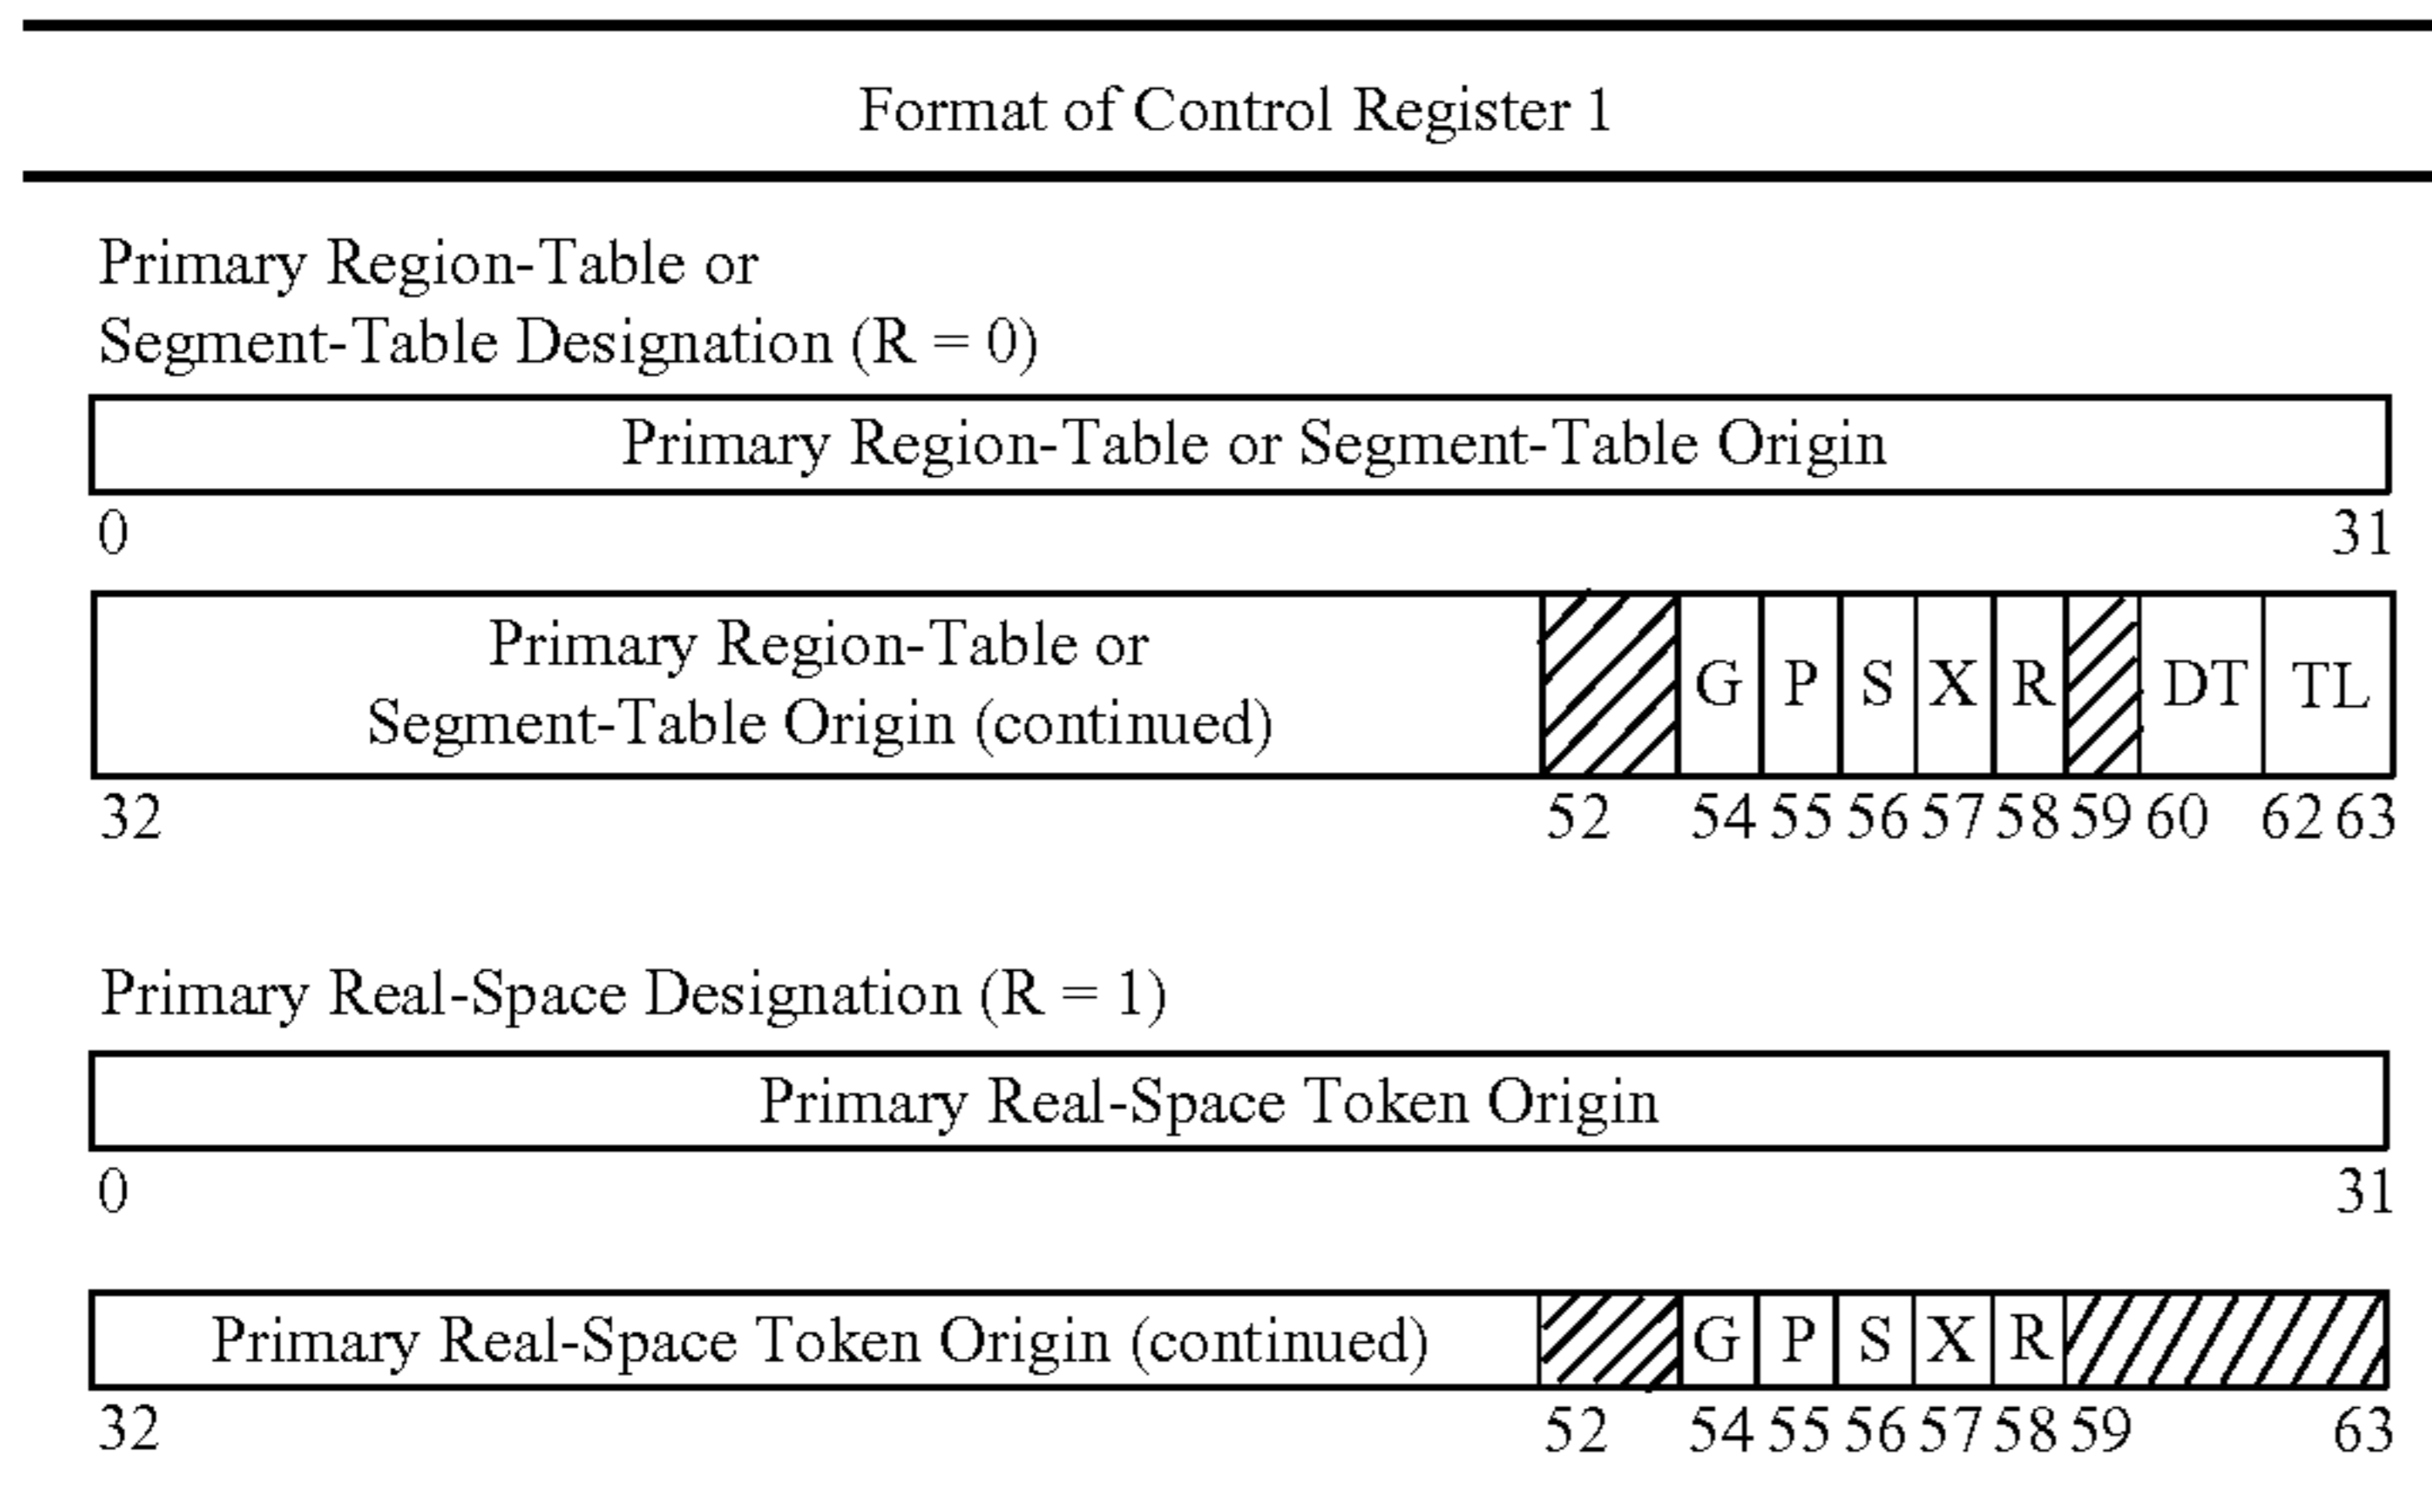 Format of Control Register 1
Primary Region-Table or
Segment-Table Designation (R = 0)
Primary Region-Table or Segment-Table Origin
0 31
Primary Region-Table or
Segment-Table Origin (continued)
G P S X R DT TL
32 52 54 55 56 57 58 59 60 62 63
Primary Real-Space Designation (R = 1)
Primary Real-Space Token Origin
0 31
Primary Real-Space Token Origin (continued) G P S X R
32 52 54 55 56 57 58 59 63